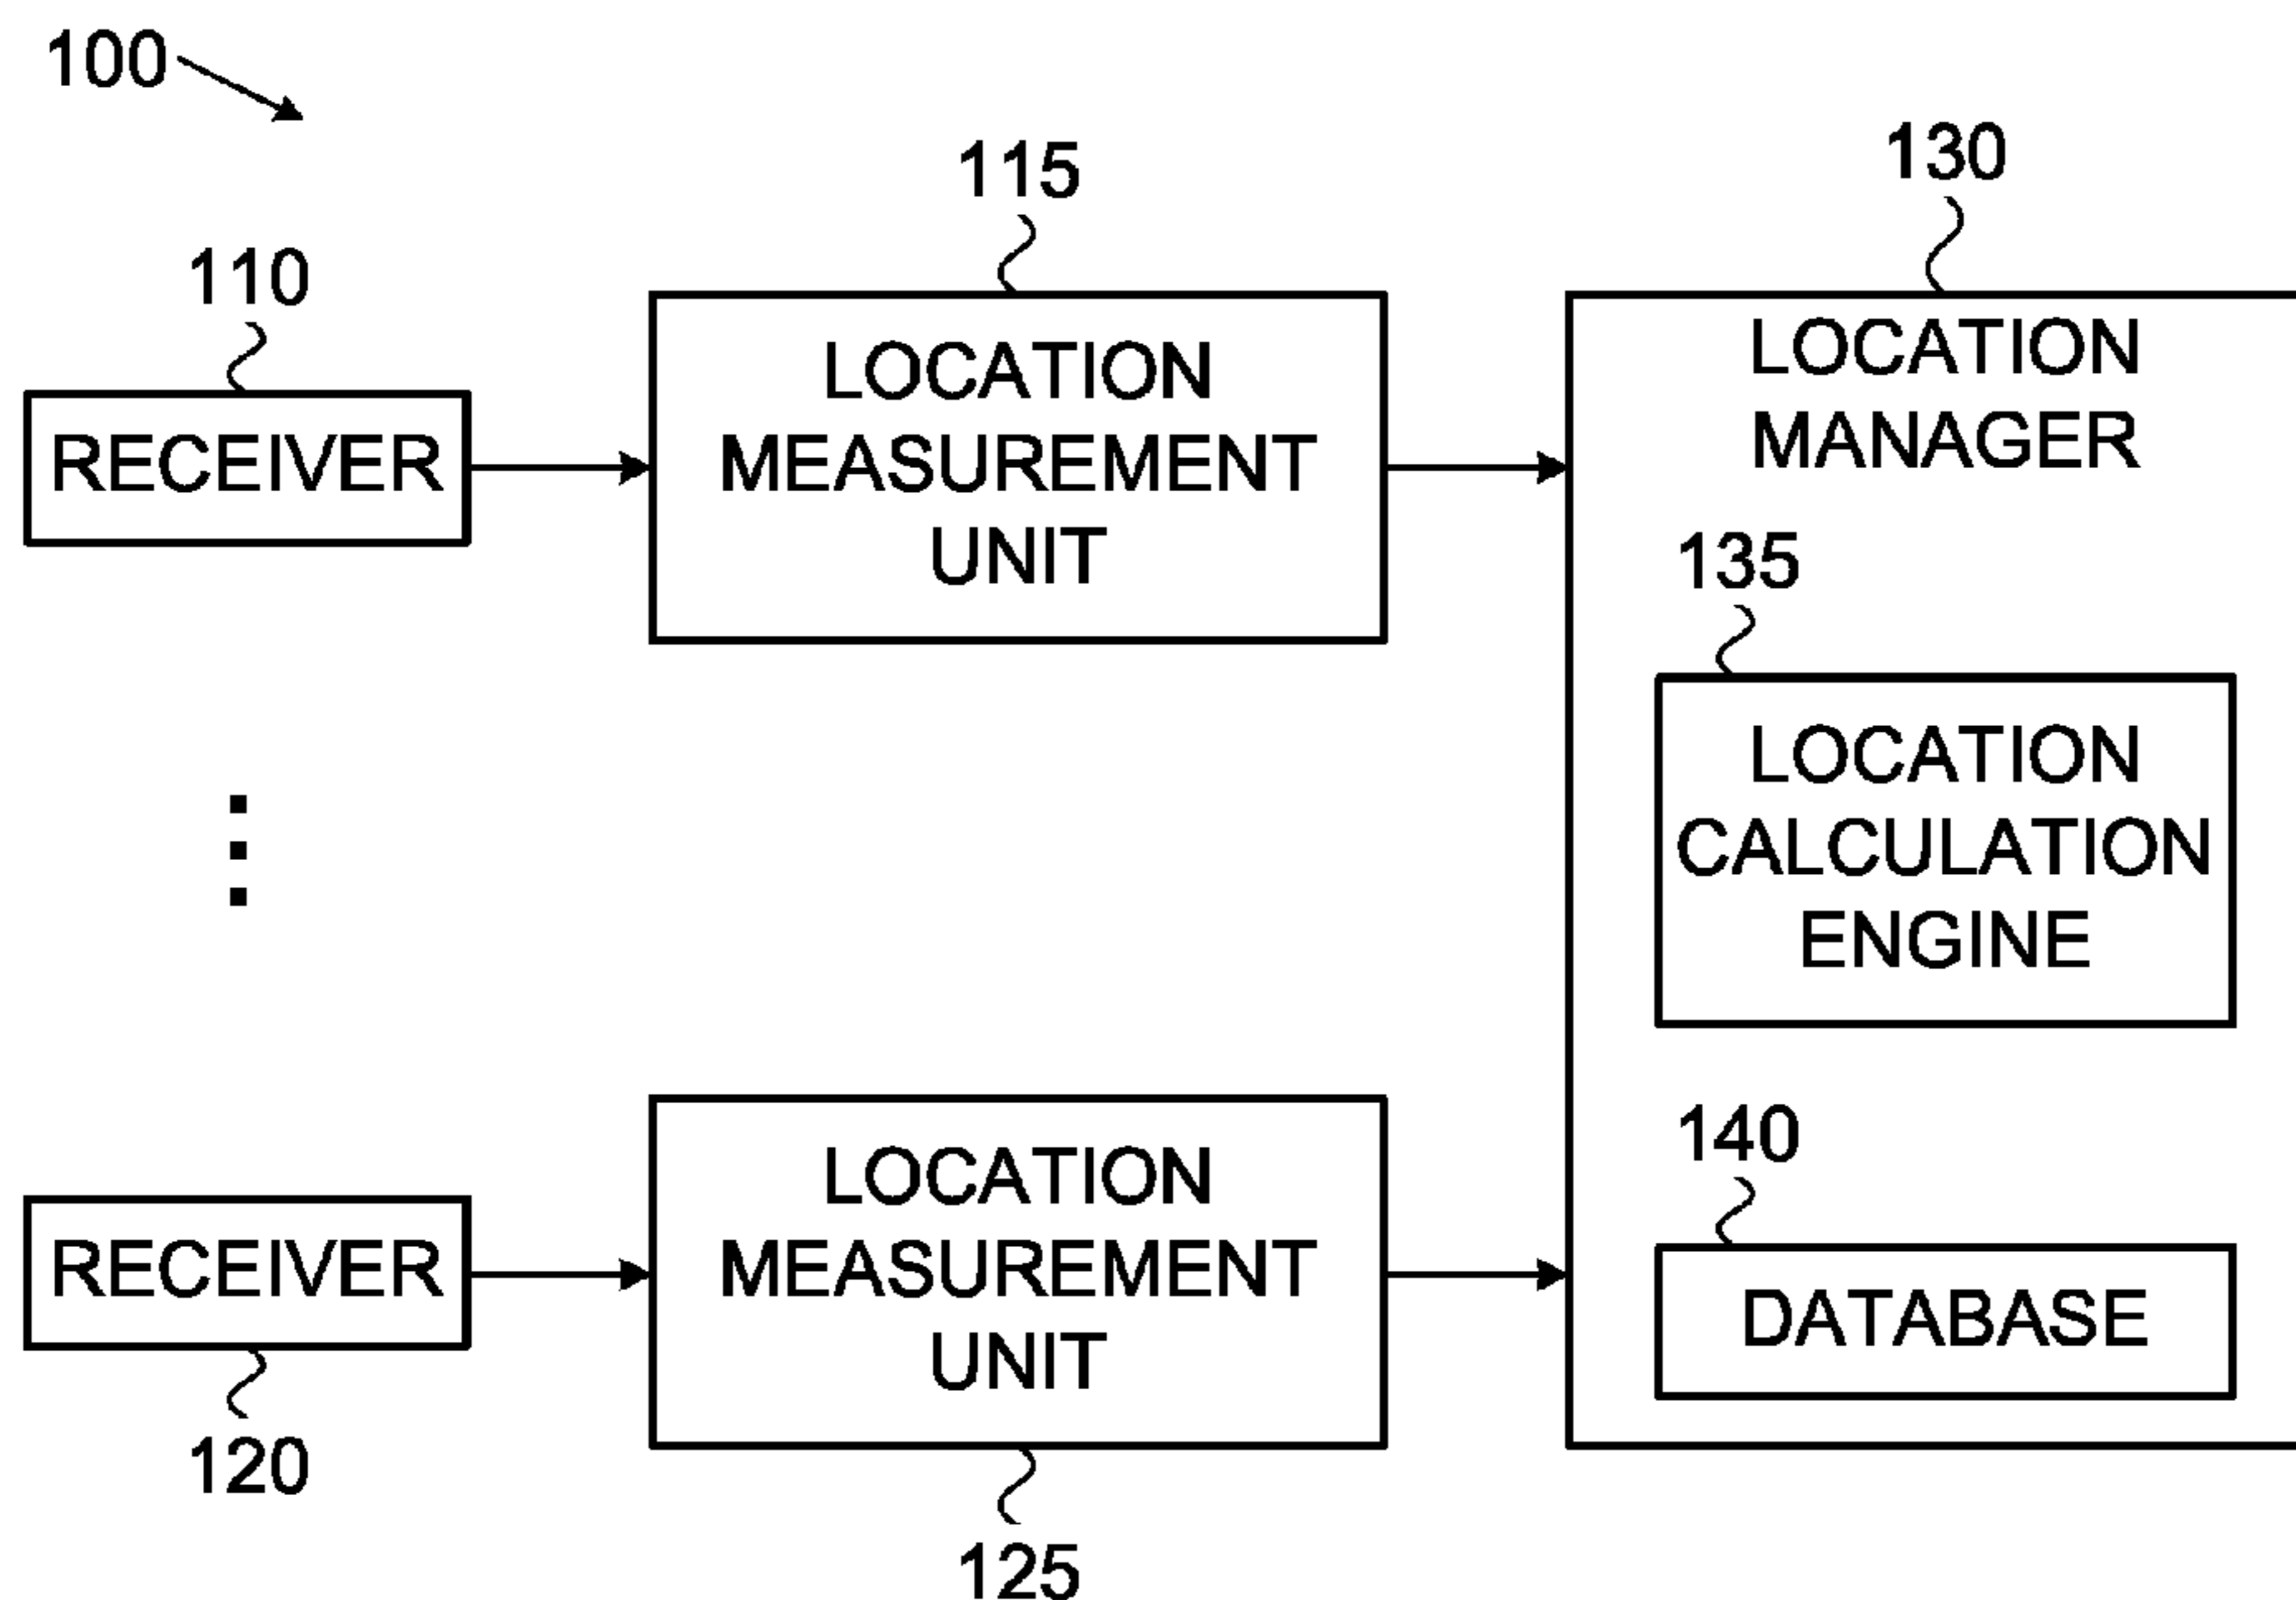 100
110
RECEIVER
115
LOCATION
MEASUREMENT
UNIT
130
LOCATION
MANAGER
135
LOCATION
CALCULATION
ENGINE
140
DATABASE
RECEIVER
120
LOCATION
MEASUREMENT
UNIT
125